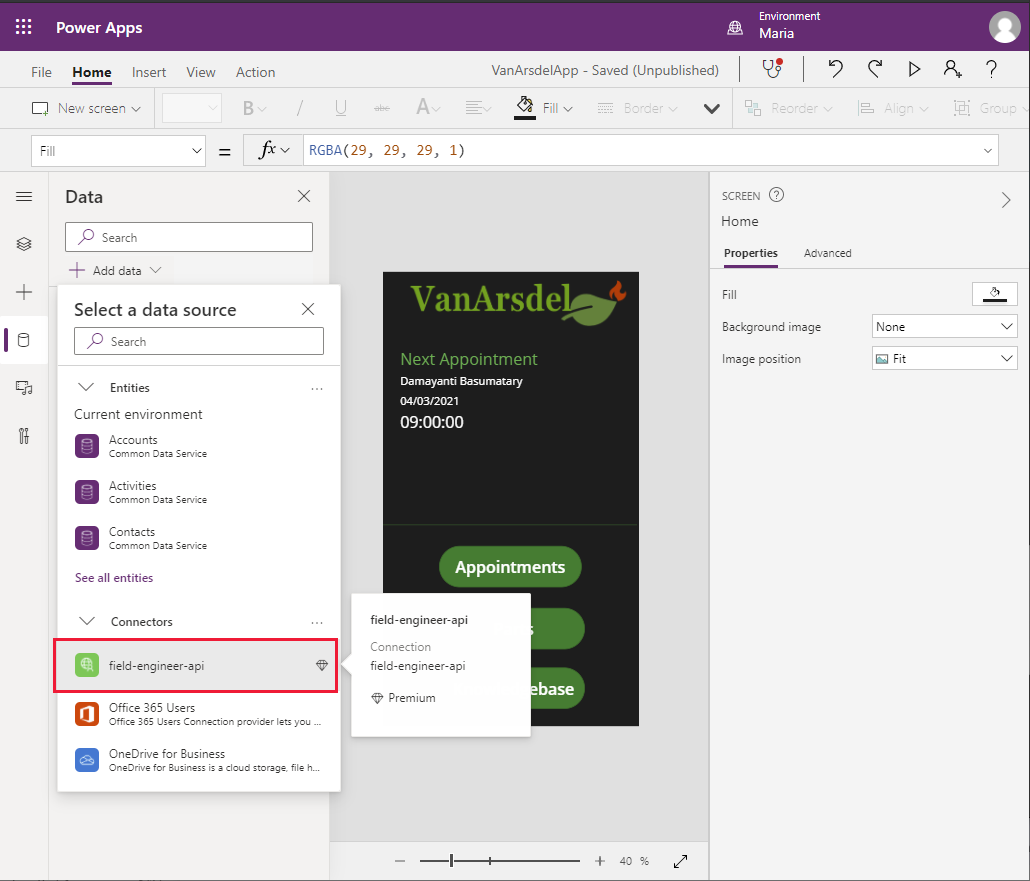 Power Apps
Environment
Maria
File
Home
Insert
View
Action
VanArsdelApp - Saved (Unpublished)
New screen
B
/
U
abc
A
Fill
Border
Reorder
Align
Group
Fill
=
fx
RGBA(29, 29, 29, 1)
Data
Search
Add data
Select a data source
Search
Entities
Current environment
Accounts
Common Data Service
Activities
Common Data Service
Contacts
Common Data Service
See all entities
Connectors
field-engineer-api
Office 365 Users
Office 365 Users Connection provider lets you ...
OneDrive for Business
OneDrive for Business is a cloud storage, file h...
field-engineer-api
Connection
field-engineer-api
Premium
VanArsdel
Next Appointment
Damayanti Basumatary
04/03/2021
09:00:00
Appointments
s
ebase
40 %
SCREEN
Home
Properties
Advanced
Fill
Background image
None
Image position
Fit